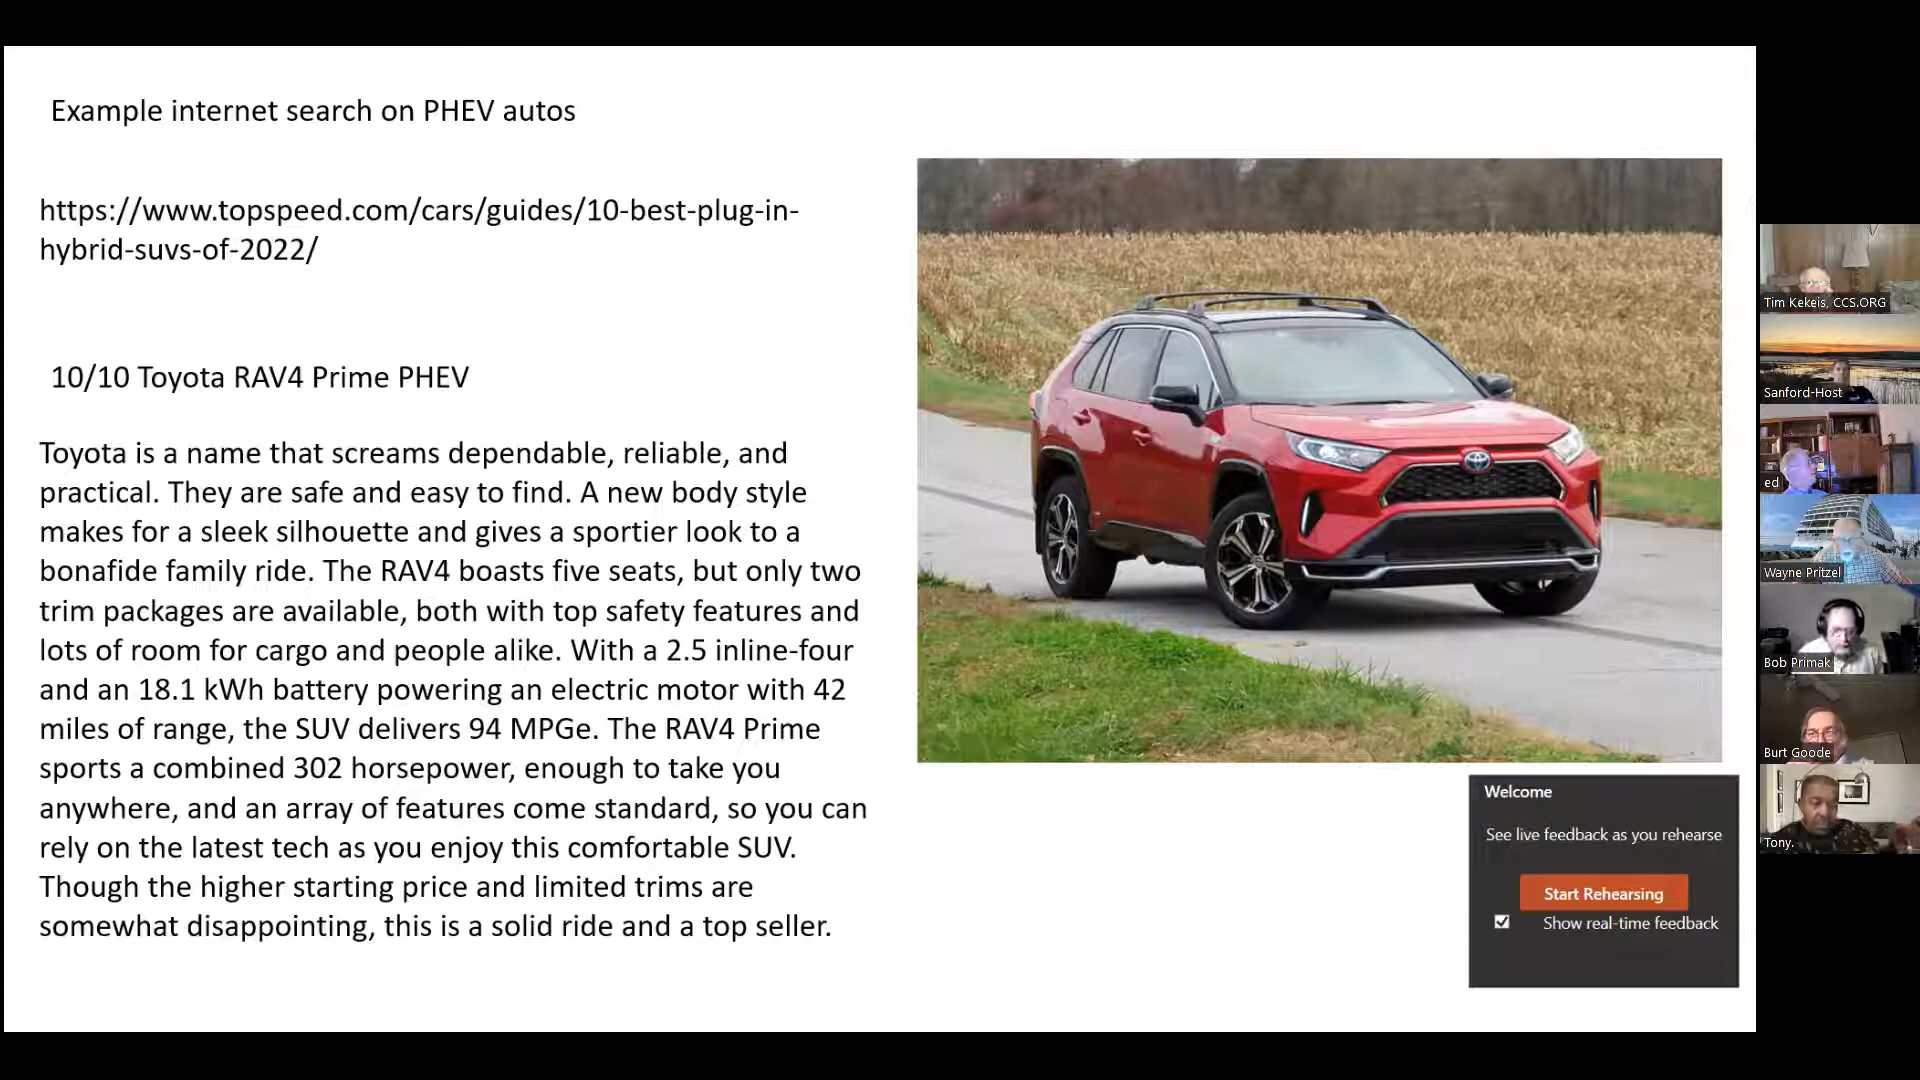 Example internet search on PHEV autos
https://www.topspeed.com/cars/guides/10-best-plug-in-
hybrid-suvs-of-2022/
10/10 Toyota RAV4 Prime PHEV
Toyota is a name that screams dependable, reliable, and
practical. They are safe and easy to find. A new body style
makes for a sleek silhouette and gives a sportier look to a
bonafide family ride. The RAV4 boasts five seats, but only two
trim packages are available, both with top safety features and
lots of room for cargo and people alike. With a 2.5 inline-four
and an 18.1 kWh battery powering an electric motor with 42
miles of range, the SUV delivers 94 MPGe. The RAV4 Prime
sports a combined 302 horsepower, enough to take you
anywhere, and an array of features come standard, so you can
rely on the latest tech as you enjoy this comfortable SUV.
Though the higher starting price and limited trims are
somewhat disappointing, this is a solid ride and a top seller.
Welcome
See live feedback as you rehearse
Start Rehearsing
Show real-time feedback
Tim Kekeis, CCS.ORG
Sanford-Host
ed
Wayne Pritzel
Bob Primak
Burt Goode
Tony.